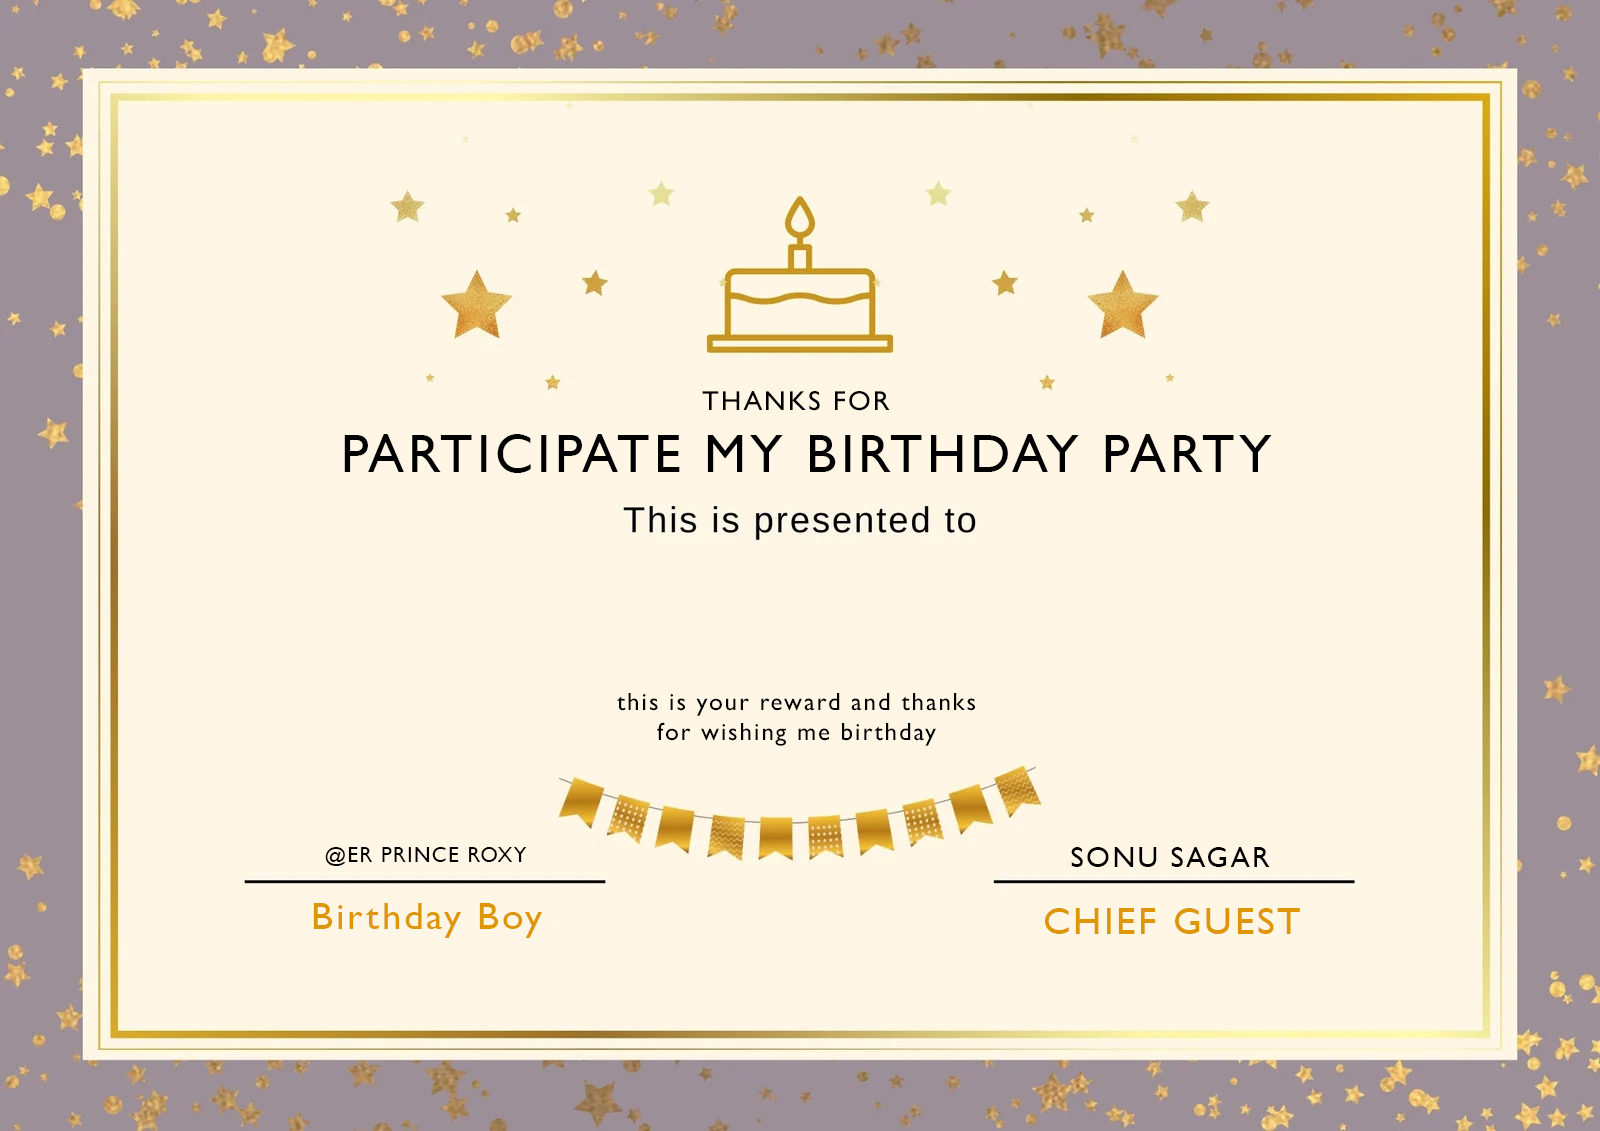 THANKS FOR
PARTICIPATE MY BIRTHDAY PARTY
This is presented to
this is your reward and thanks
for wishing me birthday
@ER PRINCE ROXY
Birthday Boy
SONU SAGAR
CHIEF GUEST